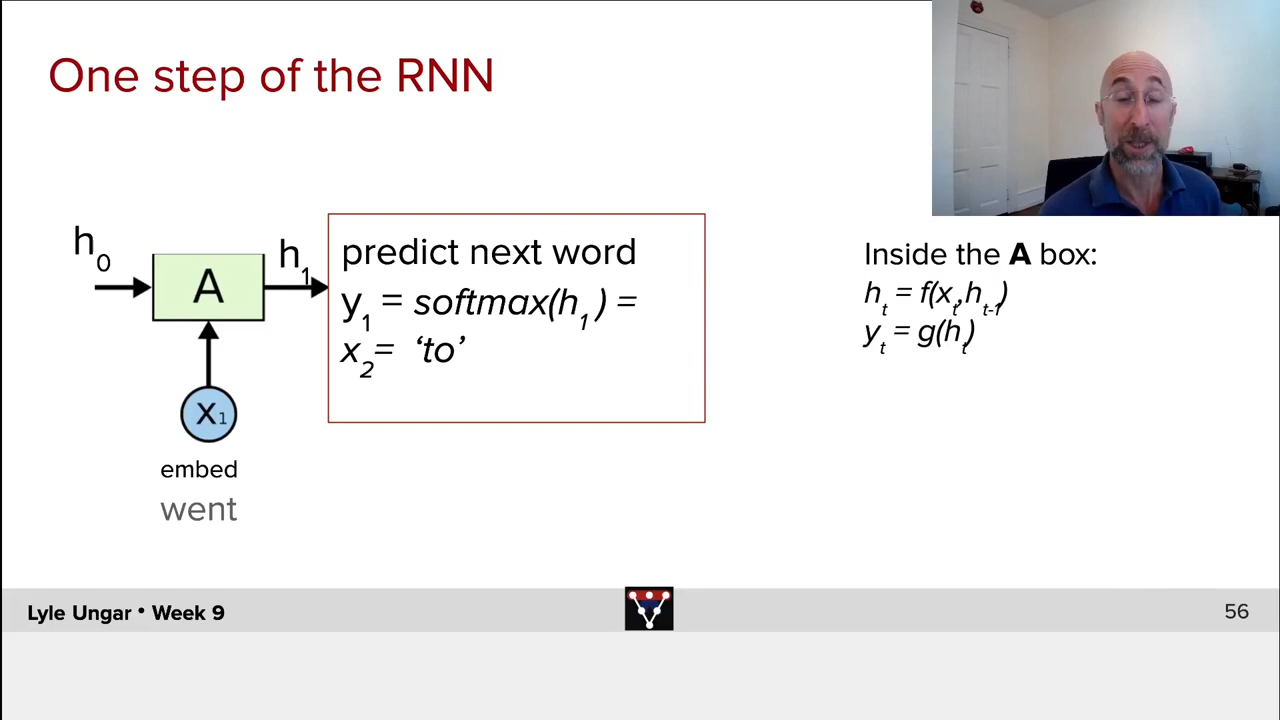 One step of the RNN
h0
A
h1
predict next word
y1 = softmax(h1) =
x2= ‘to’
x1
embed
went
Inside the A box:
ht = f(xt,ht-1)
yt = g(ht)
Lyle Ungar • Week 9
56